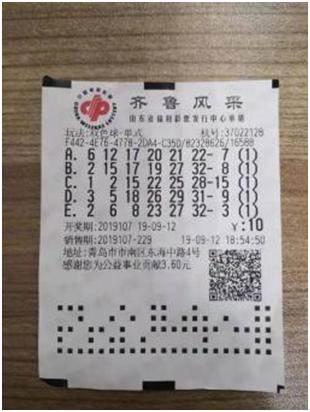 齐鲁风采
山东省福利彩票发行中心承销
玩法:双色球-单式 机号:37022128
F442-4E76-4778-2DA4-C35D/82328626/16588
A. 6 12 17 20 21 22- 7 (1)
B. 2 15 17 19 27 32- 8 (1)
C. 1 2 15 22 25 28-15 (1)
D. 3 5 18 26 29 31- 9 (1)
E. 2 6 8 23 27 32- 3 (1)
开奖期:2019107 19-09-12 ¥:10
销售期:2019107-229 19-09-12 18:54:50
地址:青岛市市南区东海中路4号
感谢您为公益事业贡献3.60元